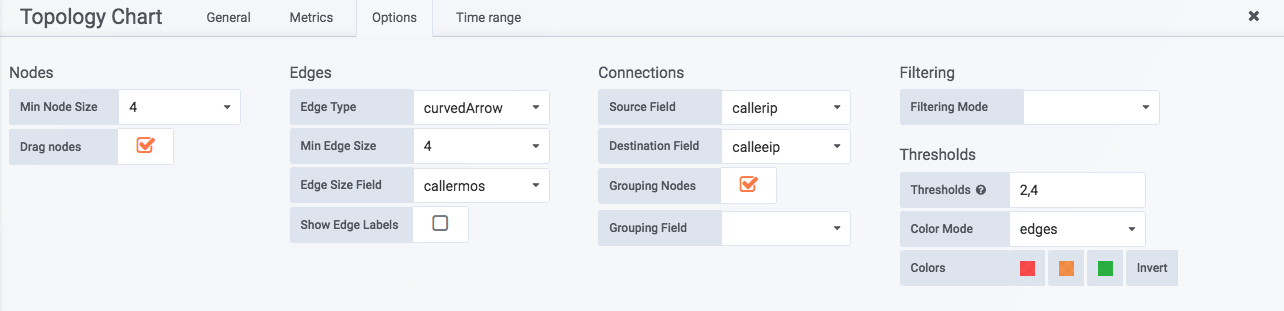 Topology Chart General Metrics Options Time range
Nodes
Min Node Size 4
Drag nodes
Edges
Edge Type curvedArrow
Min Edge Size 4
Edge Size Field callermos
Show Edge Labels
Connections
Source Field callerip
Destination Field calleeip
Grouping Nodes
Grouping Field
Filtering
Filtering Mode
Thresholds
Thresholds 2,4
Color Mode edges
Colors Invert